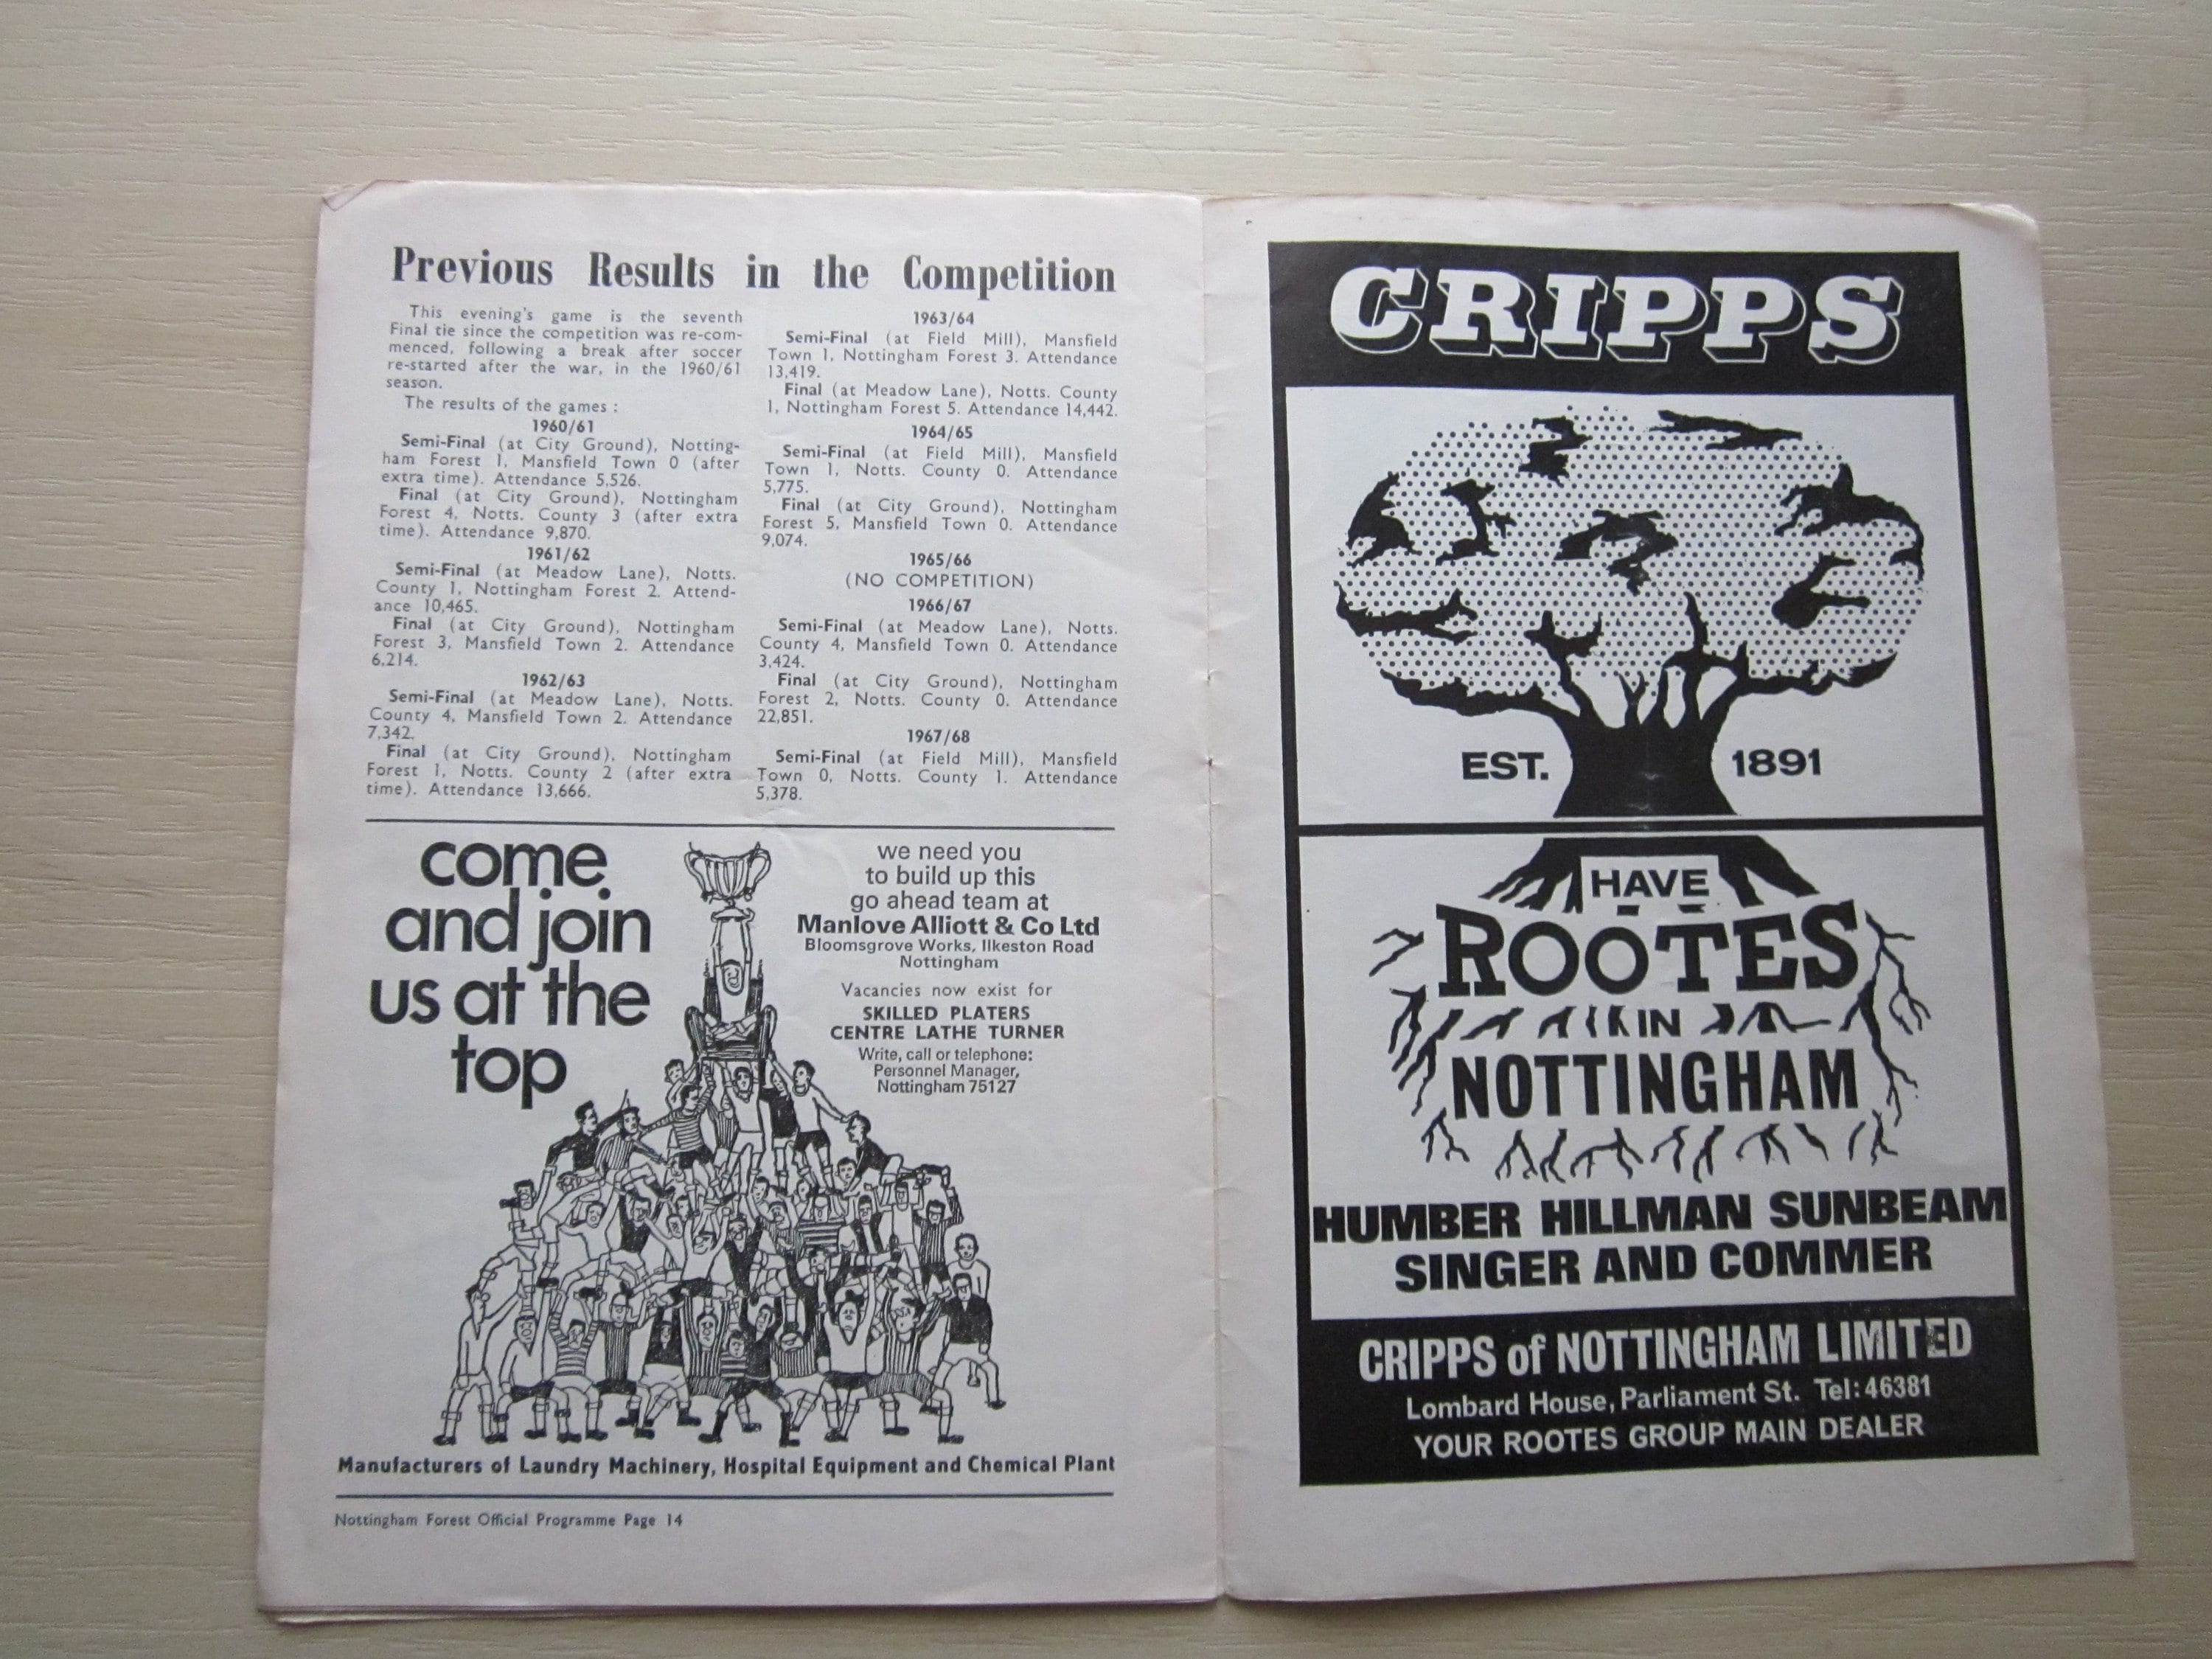 Previous Results in the Competition
This evening's game is the seventh
Final tie since the competition was re-com-
menced, following a break after soccer
re-started after the war, in the 1960/61
season.
The results of the games :
1960/61
Semi-Final (at City Ground), Notting-
ham Forest 1, Mansfield Town 0 (after
extra time). Attendance 5,526.
Final (at City Ground), Nottingham
Forest 4, Notts. County 3 (after extra
time). Attendance 9,870.
1961/62
Semi-Final (at Meadow Lane), Notts.
County 1, Nottingham Forest 2. Attend-
ance 10,465.
Final (at City Ground), Nottingham
Forest 3, Mansfield Town 2. Attendance
6,214.
1962/63
Semi-Final (at Meadow Lane), Notts.
County 4, Mansfield Town 2. Attendance
7,342.
Final (at City Ground), Nottingham
Forest 1, Notts. County 2 (after extra
time). Attendance 13,666.
1963/64
Semi-Final (at Field Mill), Mansfield
Town 1, Nottingham Forest 3. Attendance
13,419.
Final (at Meadow Lane), Notts. County
1, Nottingham Forest 5. Attendance 14,442.
1964/65
Semi-Final (at Field Mill), Mansfield
Town 1, Notts. County 0. Attendance
5,775.
Final (at City Ground), Nottingham
Forest 5, Mansfield Town 0. Attendance
9,074.
1965/66
(NO COMPETITION)
1966/67
Semi-Final (at Meadow Lane), Notts.
County 4, Mansfield Town 0. Attendance
3,424.
Final (at City Ground), Nottingham
Forest 2, Notts. County 0. Attendance
22,851.
1967/68
Semi-Final (at Field Mill), Mansfield
Town 0, Notts. County 1. Attendance
5,378.
come
and join
us at the
top
we need you
to build up this
go ahead team at
Manlove Alliott & Co Ltd
Bloomsgrove Works, Ilkeston Road
Nottingham
Vacancies now exist for
SKILLED PLATERS
CENTRE LATHE TURNER
Write, call or telephone:
Personnel Manager,
Nottingham 75127
Manufacturers of Laundry Machinery, Hospital Equipment and Chemical Plant
Nottingham Forest Official Programme Page 14
CRIPPS
EST. 1891
HAVE
ROOTES
IN
NOTTINGHAM
HUMBER HILLMAN SUNBEAM
SINGER AND COMMER
CRIPPS of NOTTINGHAM LIMITED
Lombard House, Parliament St. Tel: 46381
YOUR ROOTES GROUP MAIN DEALER